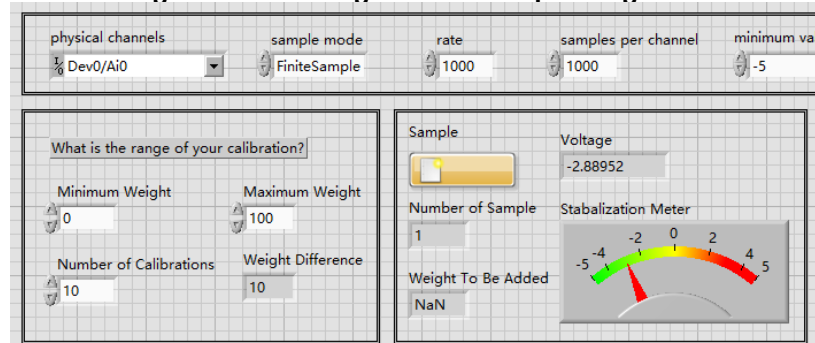 physical channels
sample mode
rate
samples per channel
minimum va
I/0 Dev0/Ai0
FiniteSample
1000
1000
-5
What is the range of your calibration?
Minimum Weight
Maximum Weight
0
100
Number of Calibrations
Weight Difference
10
10
Sample
Voltage
-2.88952
Number of Sample
1
Stabalization Meter
-5 -4 -2 0 2 4 5
Weight To Be Added
NaN